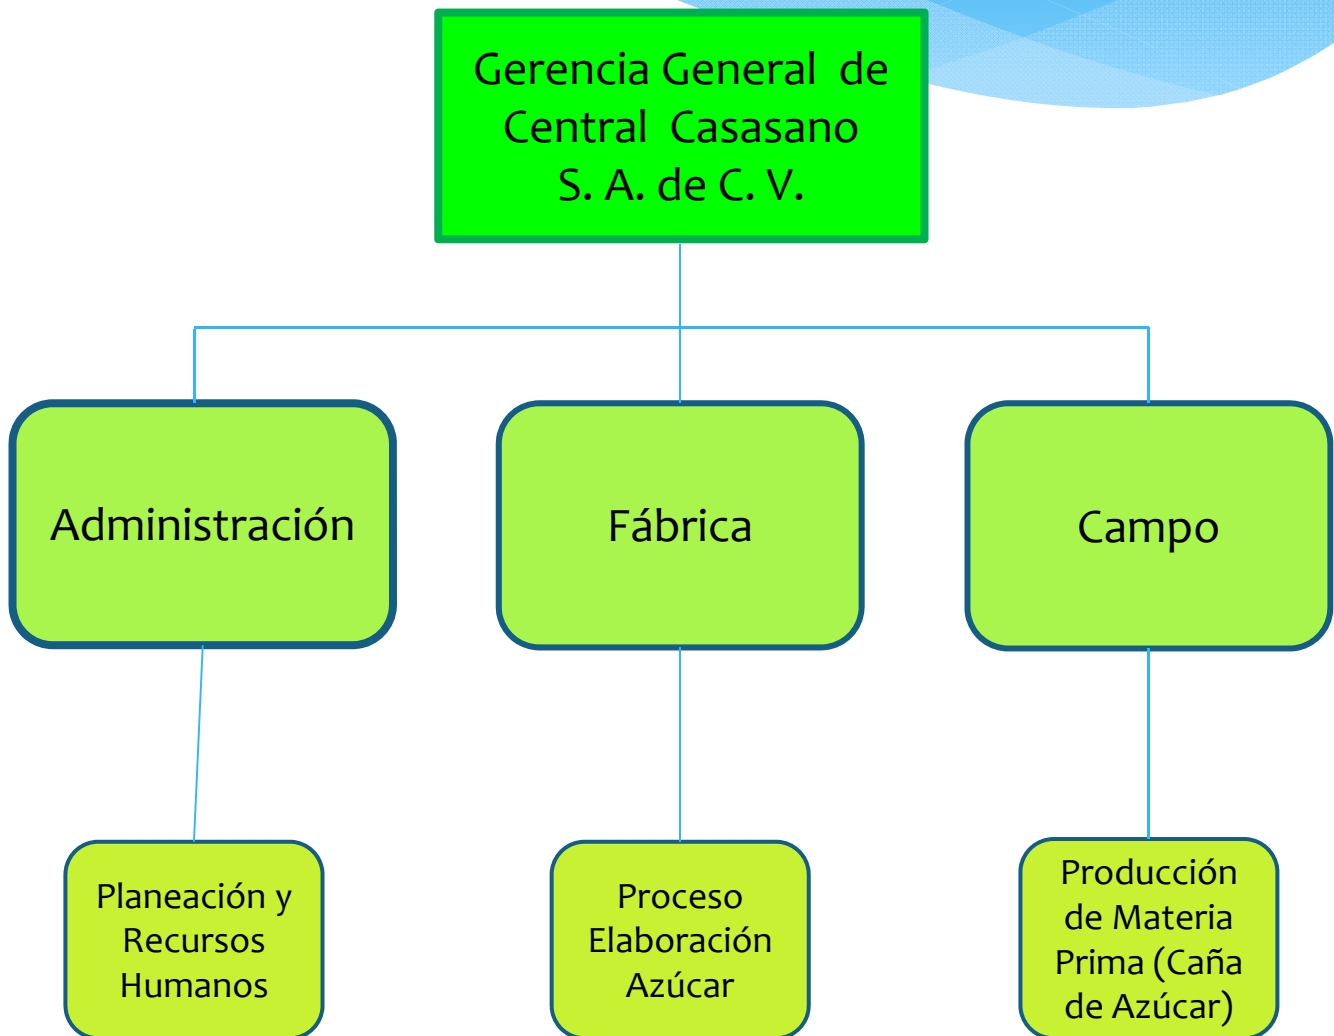 Gerencia General de
Central Casasano
S. A. de C. V.
Administración
Fábrica
Campo
Planeación y
Recursos
Humanos
Proceso
Elaboración
Azúcar
Producción
de Materia
Prima (Caña
de Azúcar)